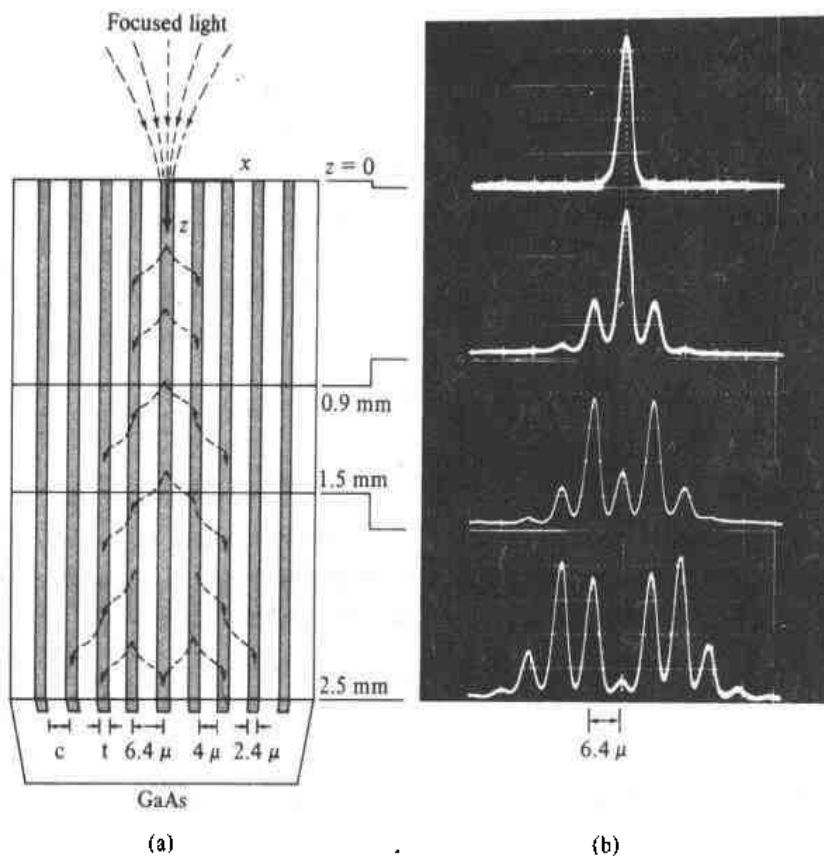 Focused light
x
z = 0
z
0.9 mm
1.5 mm
2.5 mm
c
t
6.4 μ
4 μ
2.4 μ
GaAs
(a)
6.4 μ
(b)